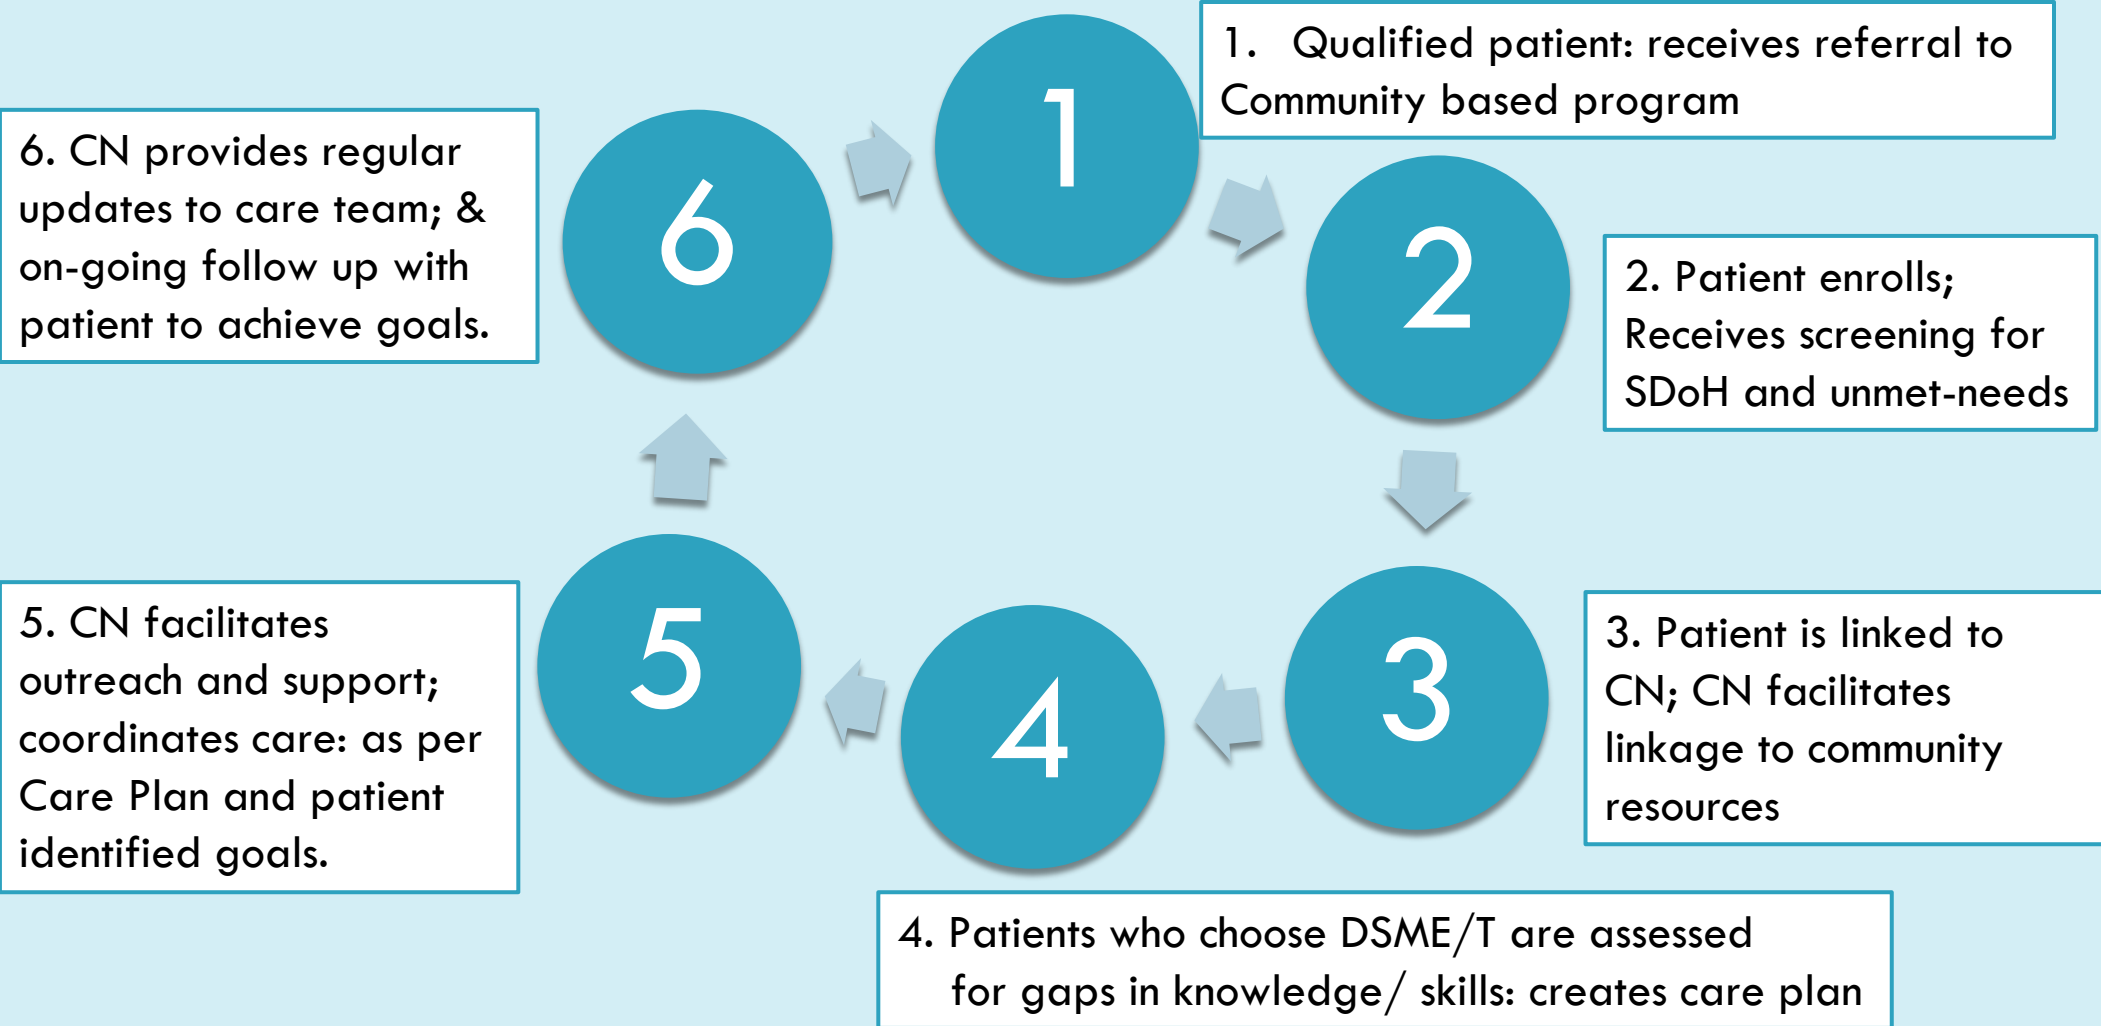 1
1. Qualified patient: receives referral to
Community based program
2
2. Patient enrolls;
Receives screening for
SDoH and unmet-needs
3
3. Patient is linked to
CN; CN facilitates
linkage to community
resources
4
4. Patients who choose DSME/T are assessed
for gaps in knowledge/ skills: creates care plan
5
5. CN facilitates
outreach and support;
coordinates care: as per
Care Plan and patient
identified goals.
6
6. CN provides regular
updates to care team; &
on-going follow up with
patient to achieve goals.